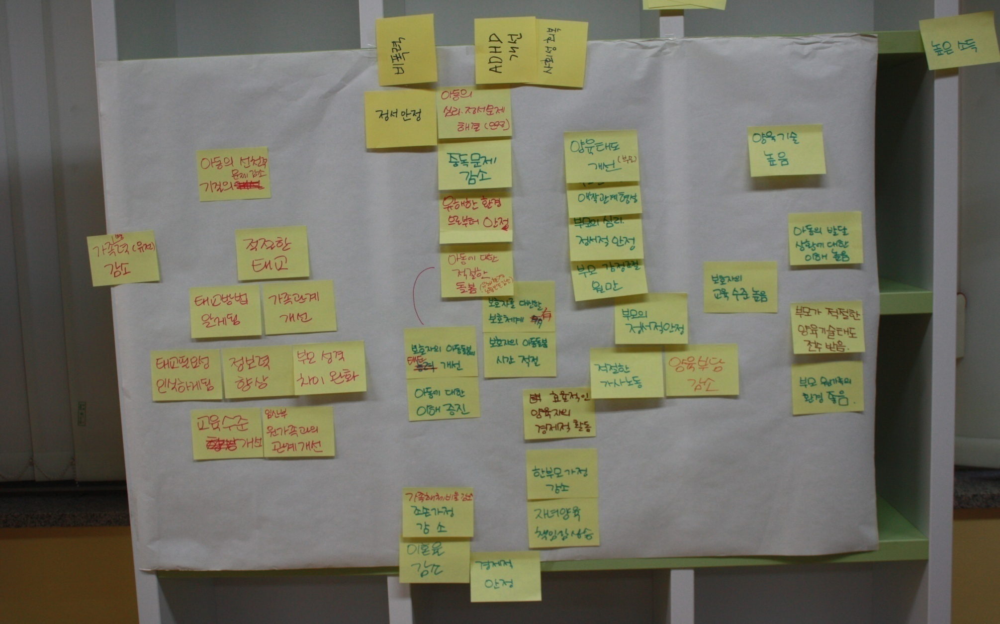 비폭력
ADHD
개선
높은 소득
정서안정
아동의
심리.정서문제
해결 (안정)
중독문제
감소
유해한 환경
으로부터 안정
아동에 대한
적절한
돌봄
양육태도
개선 (부모)
애착관계형성
부모의 심리.
정서적 안정
부모 감정조절
원만
양육기술
높음
아동의 선천적
문제감소
기질의
가족력 (유전)
병
감소
적절한
태교
태교방법
알게됨
가족관계
개선
태교필요성
인식하게됨
정보력
향상
부모 성격
차이 완화
교육수준
개선
임산부
원가족과의
관계개선
보호자를 대신할
보호체계 有
보호자의 아동돌봄
개선
보호자의 아동돌봄
시간 적절
아동에 대한
이해 증진
부모의
정서적안정
적절한
가사노동
양육부담
감소
효율적인
양육자의
경제적 활동
보호자의
교육 수준 높음
아동의 발달
상황에 대한
이해 높음
부모가 적절한
양육기술태도
전수 받음.
부모 원가족의
환경 좋음.
한부모가정
감소
자녀양육
책임감상승
가족해체비율감소
조손가정
감소
이혼율
감소
경제적
안정